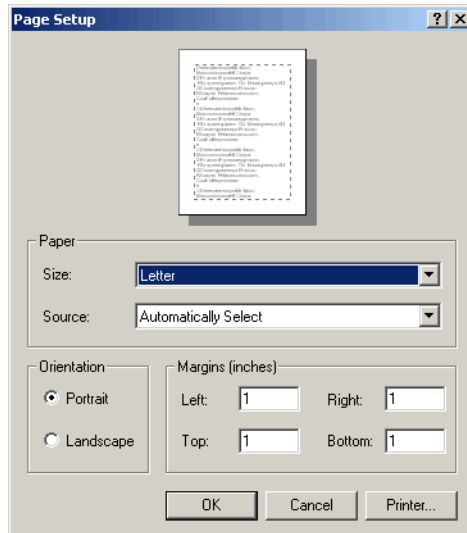 Page Setup
Paper
Size: Letter
Source: Automatically Select
Orientation
Portrait
Landscape
Margins (inches)
Left: 1 Right: 1
Top: 1 Bottom: 1
OK Cancel Printer...